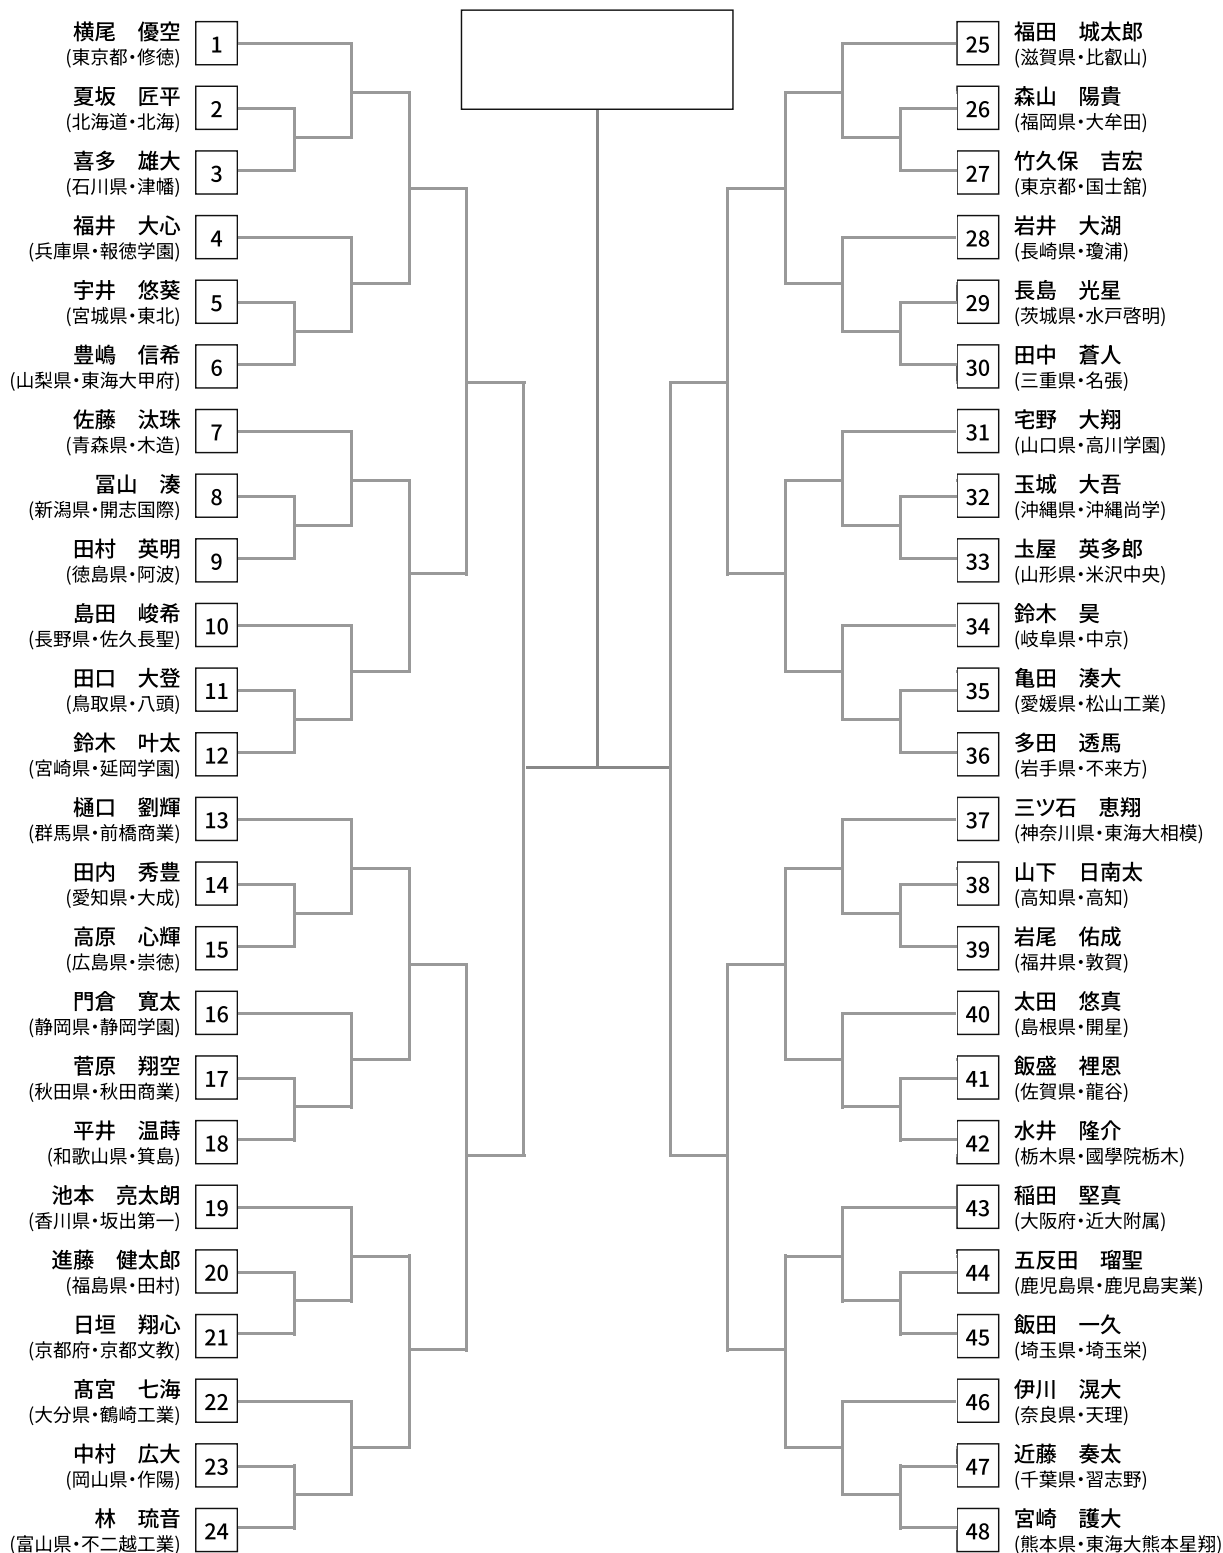 横尾　優空
(東京都・修徳)
1
夏坂　匠平
(北海道・北海)
2
喜多　雄大
(石川県・津幡)
3
福井　大心
(兵庫県・報徳学園)
4
宇井　悠葵
(宮城県・東北)
5
豊嶋　信希
(山梨県・東海大甲府)
6
佐藤　汰珠
(青森県・木造)
7
冨山　湊
(新潟県・開志国際)
8
田村　英明
(徳島県・阿波)
9
島田　峻希
(長野県・佐久長聖)
10
田口　大登
(鳥取県・八頭)
11
鈴木　叶太
(宮崎県・延岡学園)
12
樋口　劉輝
(群馬県・前橋商業)
13
田内　秀豊
(愛知県・大成)
14
高原　心輝
(広島県・崇徳)
15
門倉　寛太
(静岡県・静岡学園)
16
菅原　翔空
(秋田県・秋田商業)
17
平井　温蒔
(和歌山県・箕島)
18
池本　亮太朗
(香川県・坂出第一)
19
進藤　健太郎
(福島県・田村)
20
日垣　翔心
(京都府・京都文教)
21
髙宮　七海
(大分県・鶴崎工業)
22
中村　広大
(岡山県・作陽)
23
林　琉音
(富山県・不二越工業)
24
25
福田　城太郎
(滋賀県・比叡山)
26
森山　陽貴
(福岡県・大牟田)
27
竹久保　吉宏
(東京都・国士舘)
28
岩井　大湖
(長崎県・瓊浦)
29
長島　光星
(茨城県・水戸啓明)
30
田中　蒼人
(三重県・名張)
31
宅野　大翔
(山口県・高川学園)
32
玉城　大吾
(沖縄県・沖縄尚学)
33
圡屋　英多郎
(山形県・米沢中央)
34
鈴木　昊
(岐阜県・中京)
35
亀田　湊大
(愛媛県・松山工業)
36
多田　透馬
(岩手県・不来方)
37
三ツ石　恵翔
(神奈川県・東海大相模)
38
山下　日南太
(高知県・高知)
39
岩尾　佑成
(福井県・敦賀)
40
太田　悠真
(島根県・開星)
41
飯盛　裡恩
(佐賀県・龍谷)
42
水井　隆介
(栃木県・國學院栃木)
43
稲田　堅真
(大阪府・近大附属)
44
五反田　瑠聖
(鹿児島県・鹿児島実業)
45
飯田　一久
(埼玉県・埼玉栄)
46
伊川　滉大
(奈良県・天理)
47
近藤　奏太
(千葉県・習志野)
48
宮崎　護大
(熊本県・東海大熊本星翔)